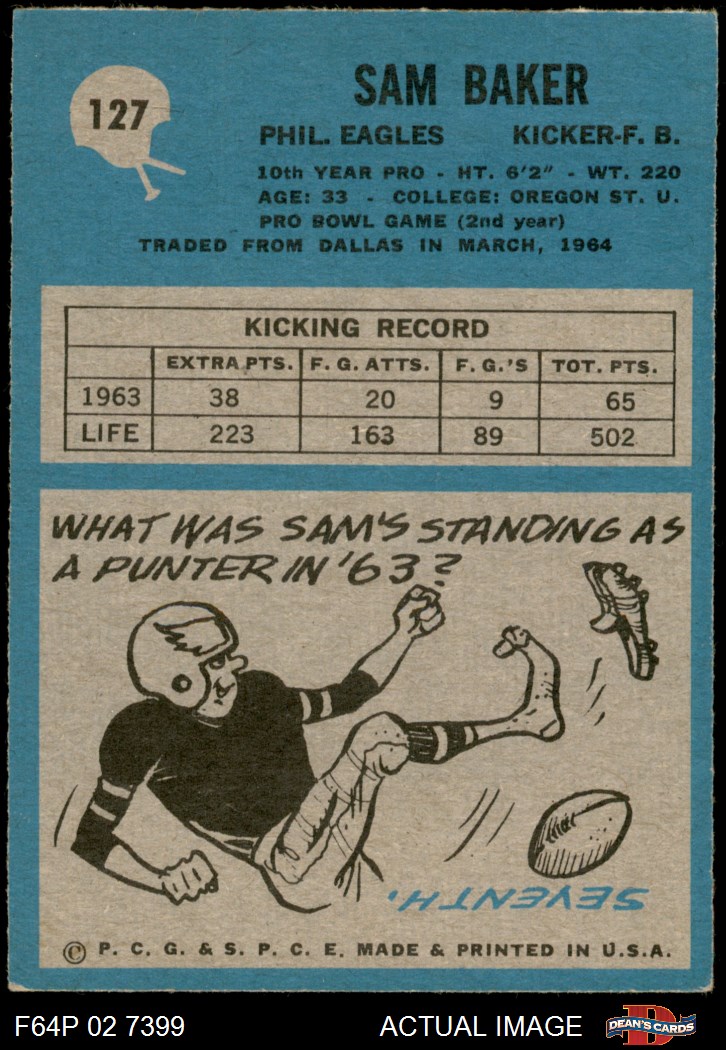 127
SAM BAKER
PHIL. EAGLES KICKER-F. B.
10th YEAR PRO - HT. 6'2" - WT. 220
AGE: 33 - COLLEGE: OREGON ST. U.
PRO BOWL GAME (2nd year)
TRADED FROM DALLAS IN MARCH, 1964
KICKING RECORD
EXTRA PTS. F. G. ATTS. F. G.'S TOT. PTS.
1963 38 20 9 65
LIFE 223 163 89 502
WHAT WAS SAM'S STANDING AS
A PUNTER IN '63?
SEVENTH.
© P. C. G. & S. P. C. E. MADE & PRINTED IN U.S.A.
F64P 02 7399 ACTUAL IMAGE D DEAN'S CARDS